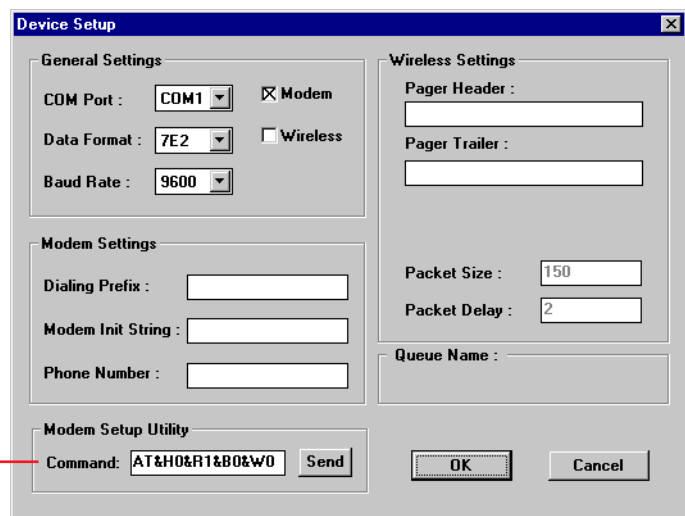 Device Setup
General Settings
COM Port : COM1
Modem
Data Format : 7E2
Wireless
Baud Rate : 9600
Modem Settings
Dialing Prefix :
Modem Init String :
Phone Number :
Modem Setup Utility
Command: AT&H0&R1&B0&W0 Send
Wireless Settings
Pager Header :
Pager Trailer :
Packet Size : 150
Packet Delay : 2
Queue Name :
OK
Cancel